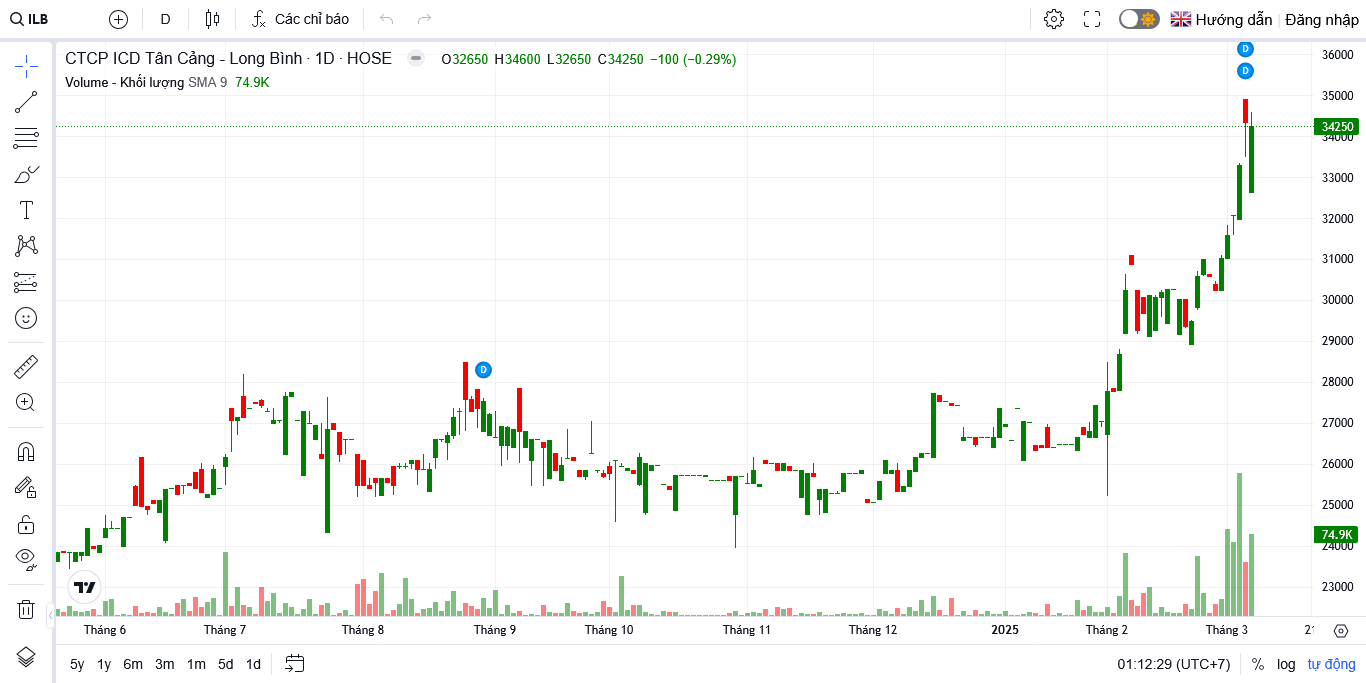 ILB D Các chỉ báo Hướng dẫn Đăng nhập
CTCP ICD Tân Cảng - Long Bình · 1D · HOSE O32650 H34600 L32650 C34250 −100 (−0.29%)
Volume - Khối lượng SMA 9 74.9K
D
D
D
36000
35000
34250
34000
33000
32000
31000
30000
29000
28000
27000
26000
25000
74.9K
24000
23000
Tháng 6 Tháng 7 Tháng 8 Tháng 9 Tháng 10 Tháng 11 Tháng 12 2025 Tháng 2 Tháng 3
5y 1y 6m 3m 1m 5d 1d 01:12:29 (UTC+7) % log tự động